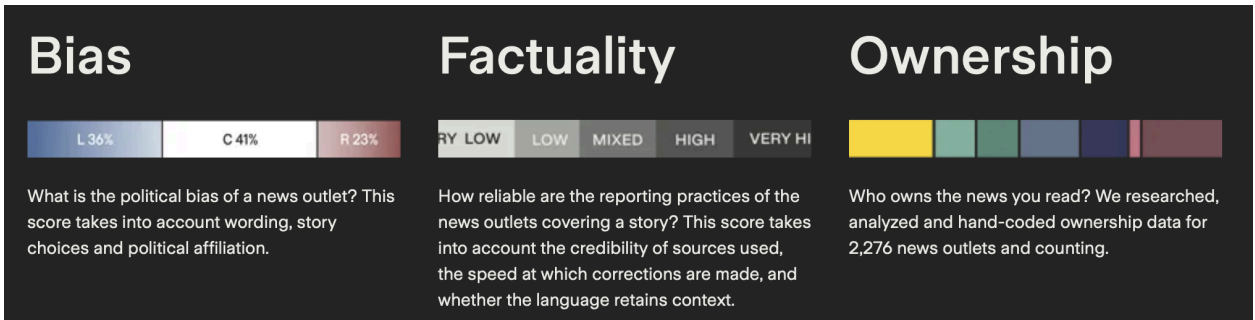 Bias
L 36%
C 41%
R 23%
What is the political bias of a news outlet? This
score takes into account wording, story
choices and political affiliation.
Factuality
RY LOW
LOW
MIXED
HIGH
VERY HI
How reliable are the reporting practices of the
news outlets covering a story? This score takes
into account the credibility of sources used,
the speed at which corrections are made, and
whether the language retains context.
Ownership
Who owns the news you read? We researched,
analyzed and hand-coded ownership data for
2,276 news outlets and counting.